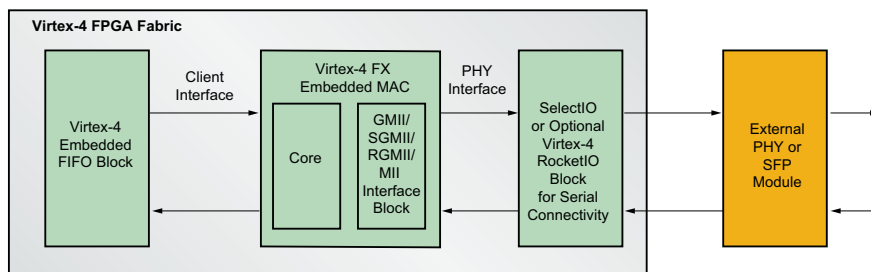 Virtex-4 FPGA Fabric
Virtex-4
Embedded
FIFO Block
Client
Interface
Virtex-4 FX
Embedded MAC
Core
GMII/
SGMII/
RGMII/
MII
Interface
Block
PHY
Interface
SelectIO
or Optional
Virtex-4
RocketIO
Block
for Serial
Connectivity
External
PHY or
SFP
Module